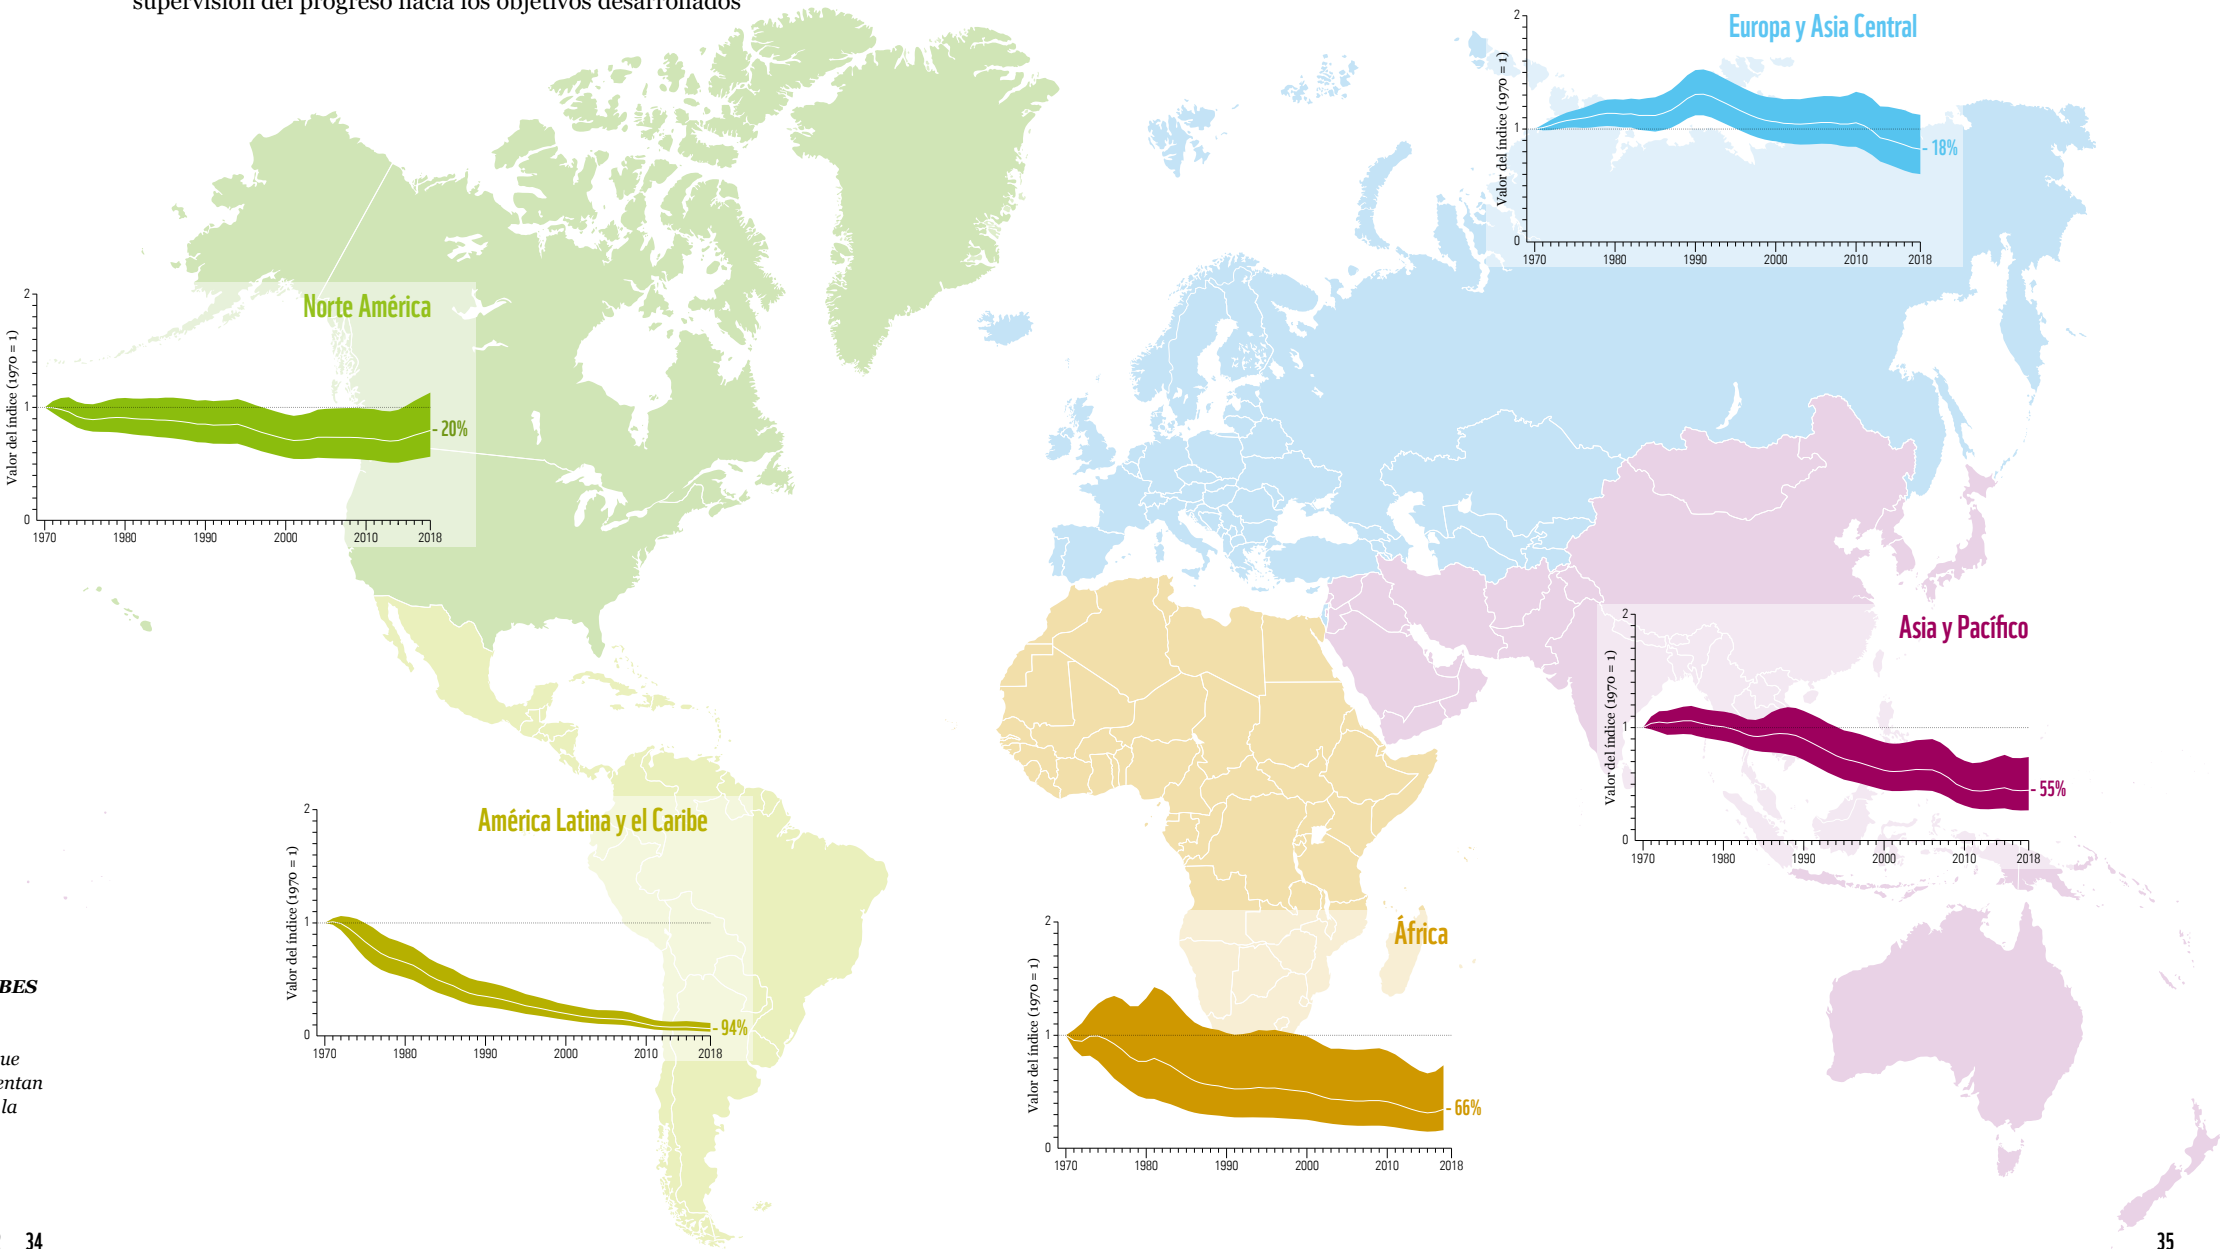 supervisión del progreso hacia los objetivos desarrollados
Europa y Asia Central
Valor del índice (1970 = 1)
2
1
0
1970 1980 1990 2000 2010 2018
- 18%
Norte América
Valor del índice (1970 = 1)
2
1
0
1970 1980 1990 2000 2010 2018
- 20%
Asia y Pacífico
Valor del índice (1970 = 1)
2
1
0
1970 1980 1990 2000 2010 2018
- 55%
América Latina y el Caribe
Valor del índice (1970 = 1)
2
1
0
1970 1980 1990 2000 2010 2018
- 94%
África
Valor del índice (1970 = 1)
2
1
0
1970 1980 1990 2000 2010 2018
- 66%
BES
ue
entan
la
34
35